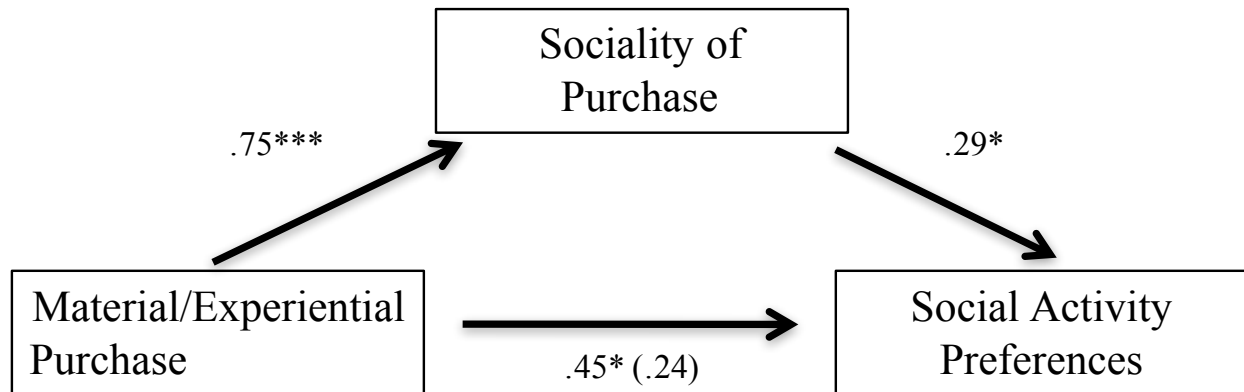 Sociality of
Purchase
.75***
.29*
Material/Experiential
Purchase
Social Activity
Preferences
.45* (.24)